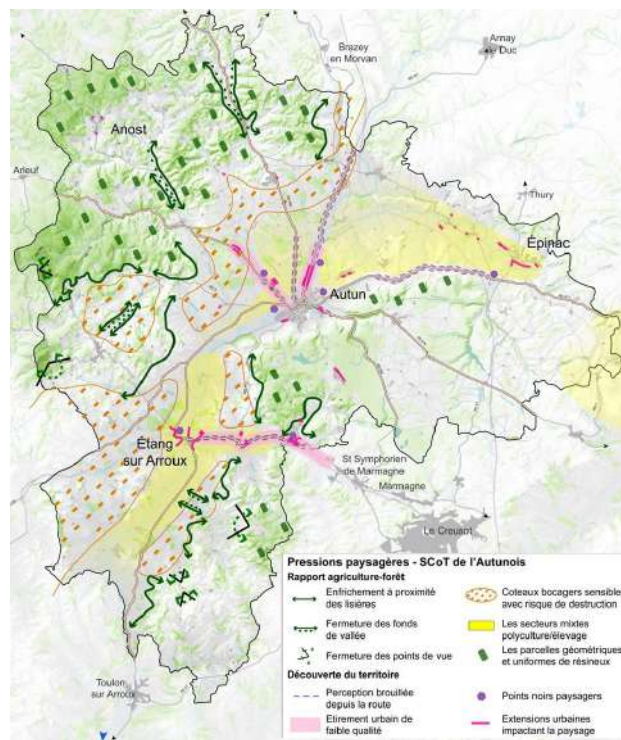 Brazey
en Morvan
Arnay
le Duc
Anost
Arleuf
Thury
Épinac
Autun
Étang
sur Arroux
St Symphorien
de Marmagne
Marmagne
Le Creusot
Toulon
sur Arroux
Pressions paysagères - SCoT de l'Autunois
Rapport agriculture-forêt
Enfrichement à proximité
des lisières
Fermeture des fonds
de vallée
Fermeture des points de vue
Coteaux bocagers sensible
avec risque de destruction
Les secteurs mixtes
polyculture/élevage
Les parcelles géométriques
et uniformes de résineux
Découverte du territoire
Perception brouillée
depuis la route
Etirement urbain de
faible qualité
Points noirs paysagers
Extensions urbaines
impactant la paysage